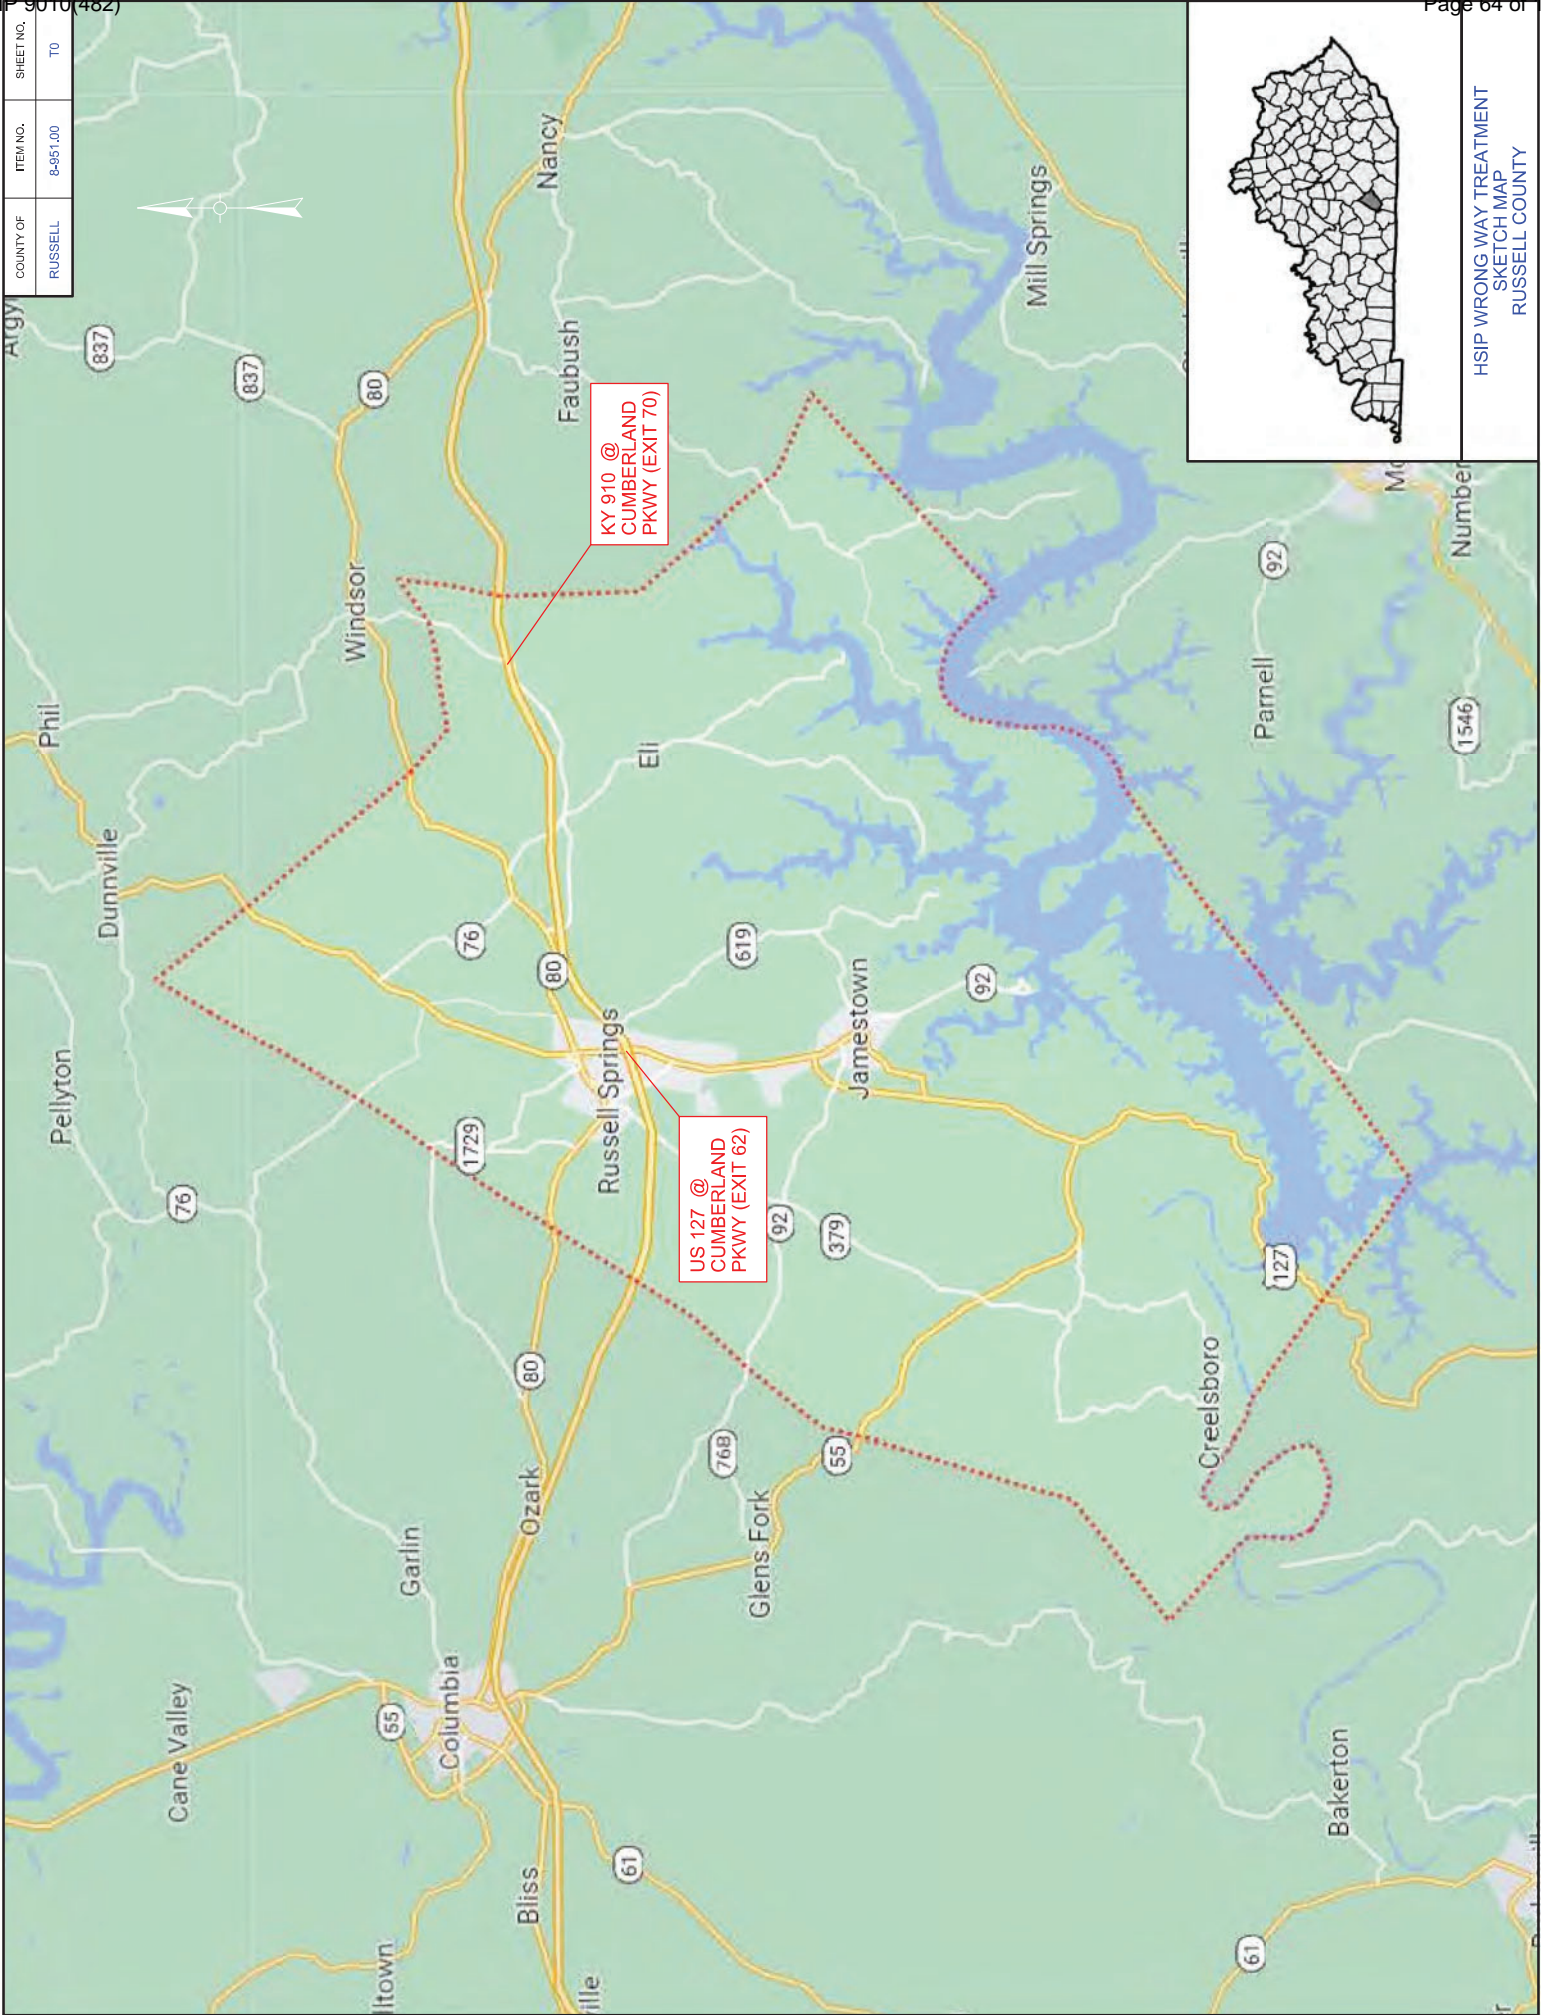 IP 9010(482)
Page 64 of
COUNTY OF
ITEM NO.
SHEET NO.
RUSSELL
8-951.00
T0
HSIP WRONG WAY TREATMENT
SKETCH MAP
RUSSELL COUNTY
KY 910 @
CUMBERLAND
PKWY (EXIT 70)
US 127 @
CUMBERLAND
PKWY (EXIT 62)
Cane Valley
Pellyton
Dunnville
Phil
837
837
76
55
Garlin
Columbia
1729
76
Windsor
80
Nancy
Bliss
Ozark
80
80
Russell Springs
Faubush
61
Eli
768
92
619
Glens Fork
55
379
Jamestown
92
Mill Springs
Creelsboro
127
Parnell
92
61
Bakerton
1546
Number